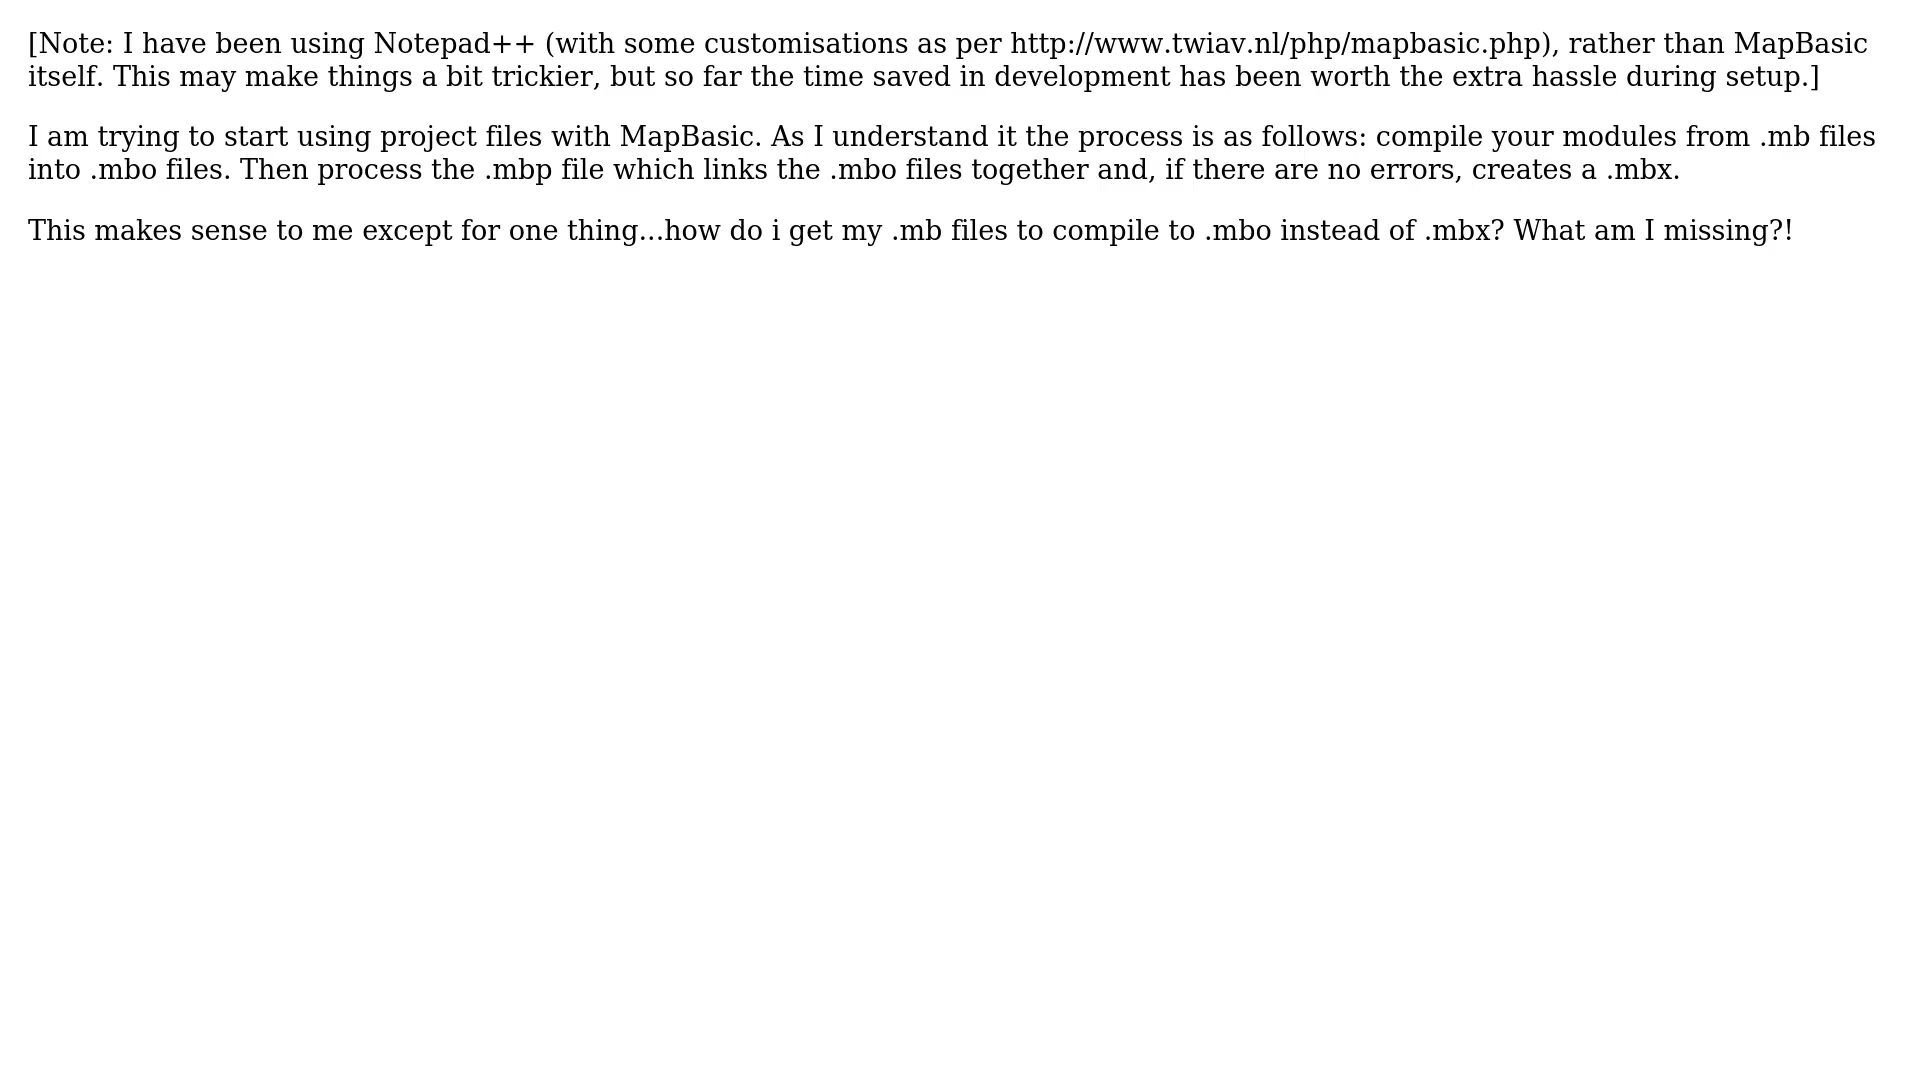 [Note: I have been using Notepad++ (with some customisations as per http://www.twiav.nl/php/mapbasic.php), rather than MapBasic
itself. This may make things a bit trickier, but so far the time saved in development has been worth the extra hassle during setup.]
I am trying to start using project files with MapBasic. As I understand it the process is as follows: compile your modules from .mb files
into .mbo files. Then process the .mbp file which links the .mbo files together and, if there are no errors, creates a .mbx.
This makes sense to me except for one thing...how do i get my .mb files to compile to .mbo instead of .mbx? What am I missing?!